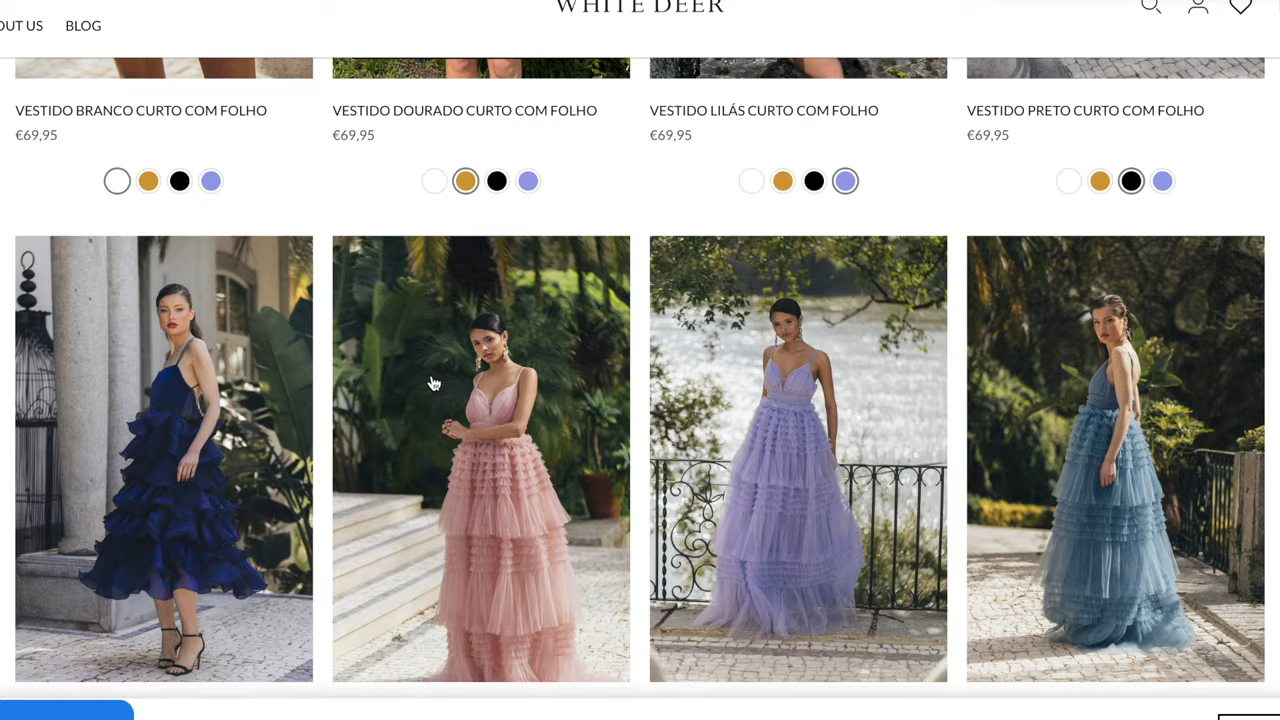 WHITE DEER
OUT US BLOG
VESTIDO BRANCO CURTO COM FOLHO
€69,95
VESTIDO DOURADO CURTO COM FOLHO
€69,95
VESTIDO LILÁS CURTO COM FOLHO
€69,95
VESTIDO PRETO CURTO COM FOLHO
€69,95